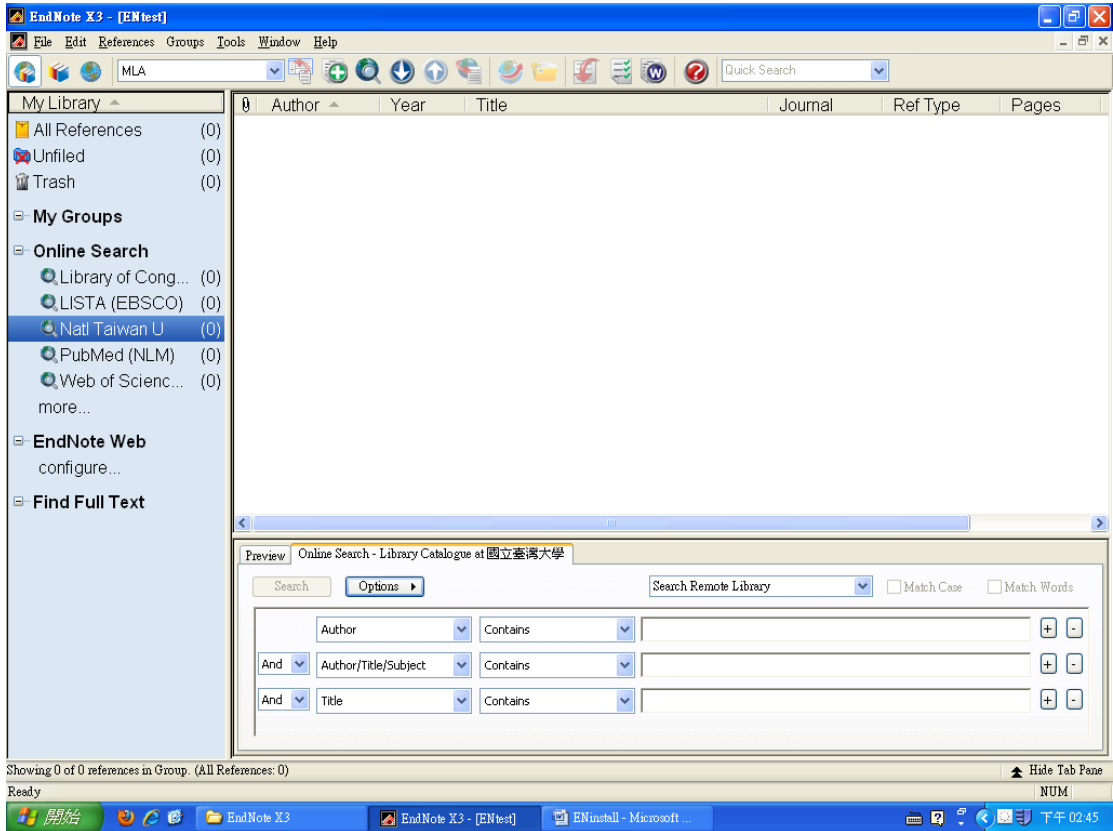 EndNote X3 - [ENtest]
File Edit References Groups Tools Window Help
MLA Quick Search
My Library
All References (0)
Unfiled (0)
Trash (0)
My Groups
Online Search
Library of Cong... (0)
LISTA (EBSCO) (0)
Natl Taiwan U (0)
PubMed (NLM) (0)
Web of Scienc... (0)
more...
EndNote Web
configure...
Find Full Text
Author Year Title Journal Ref Type Pages
Preview Online Search - Library Catalogue at 國立臺灣大學
Search Options Search Remote Library Match Case Match Words
Author Contains + -
And Author/Title/Subject Contains + -
And Title Contains + -
Showing 0 of 0 references in Group. (All References: 0) Hide Tab Pane
Ready NUM
開始 EndNote X3 EndNote X3 - [ENtest] ENinstall - Microsoft ... 下午 02:45